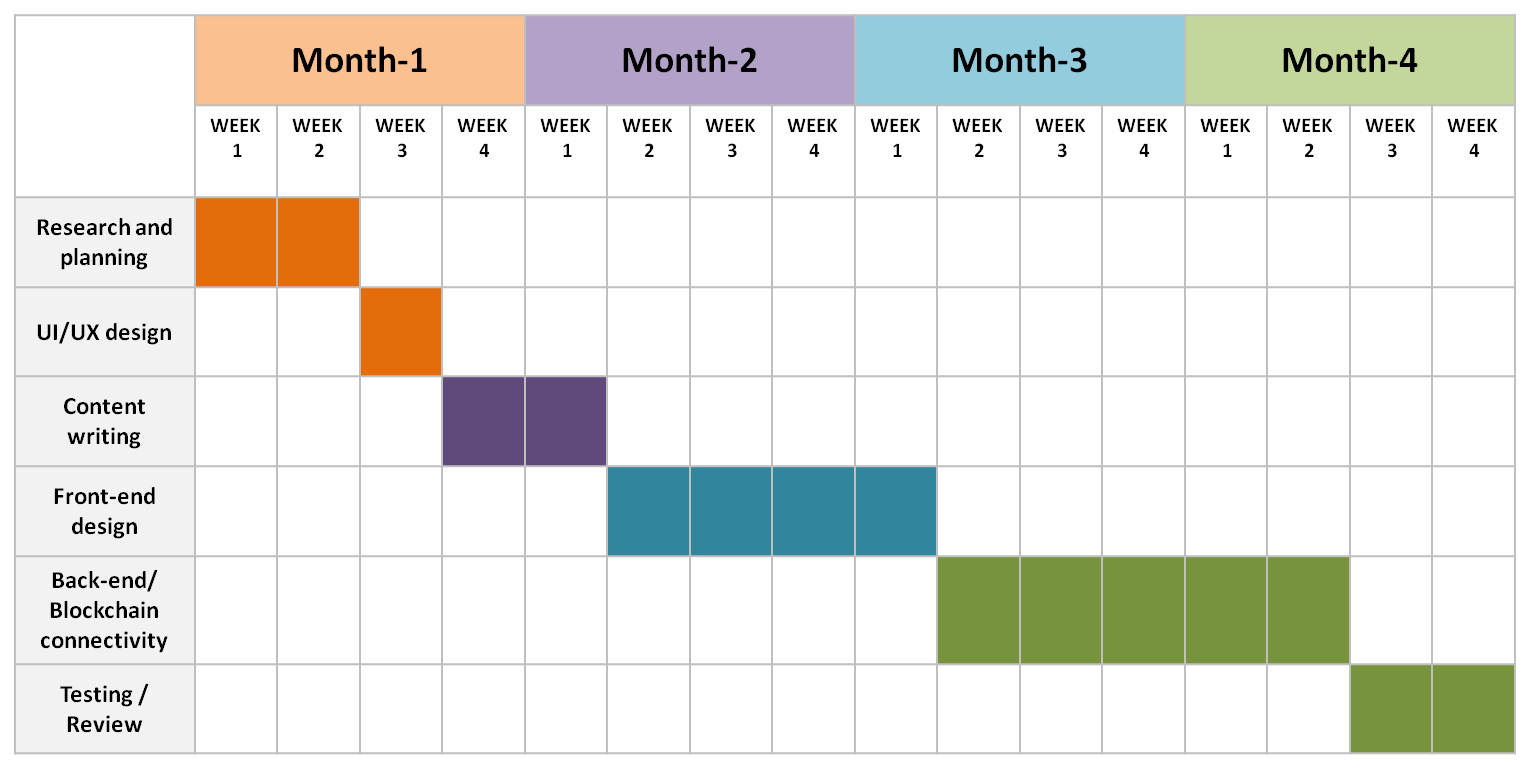 Month-1 Month-2 Month-3 Month-4
WEEK WEEK WEEK WEEK WEEK WEEK WEEK WEEK WEEK WEEK WEEK WEEK WEEK WEEK WEEK WEEK
1 2 3 4 1 2 3 4 1 2 3 4 1 2 3 4
Research and
planning
UI/UX design
Content
writing
Front-end
design
Back-end/
Blockchain
connectivity
Testing /
Review